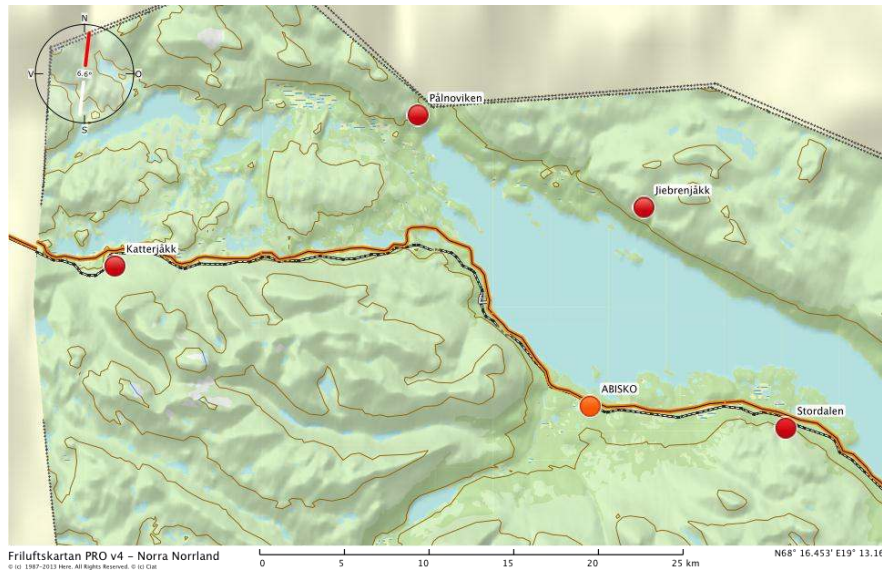 N
V
6.6°
O
S
Pålnoviken
Jiebrenjåkk
Katterjåkk
ABISKO
Stordalen
Friluftskartan PRO v4 – Norra Norrland
© (c) 1987-2013 Here. All Rights Reserved. © (c)
0
5
10
15
20
25 km
N68° 16.453' E19° 13.16